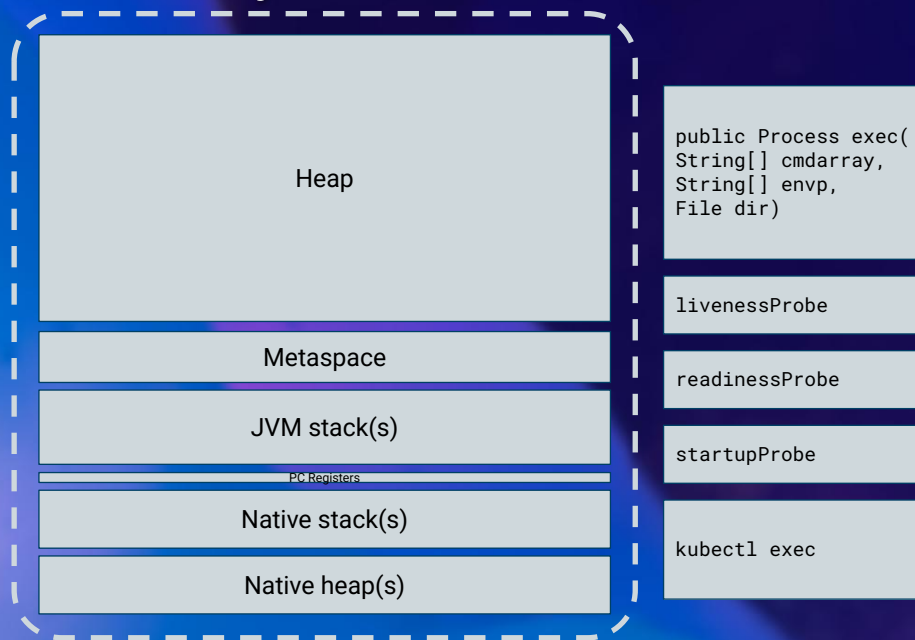 Heap
Metaspace
JVM stack(s)
PC Registers
Native stack(s)
Native heap(s)
public Process exec(
String[] cmdarray,
String[] envp,
File dir)
livenessProbe
readinessProbe
startupProbe
kubectl exec